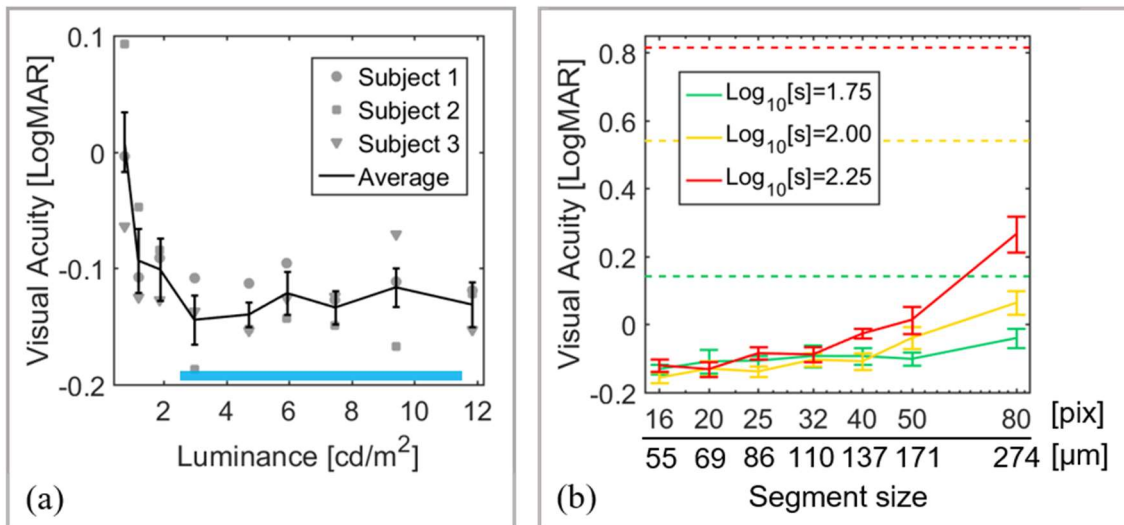 0.1
0
-0.1
-0.2
Visual Acuity [LogMAR]
Subject 1
Subject 2
Subject 3
Average
2 4 6 8 10 12
Luminance [cd/m²]
(a)
0.8
0.6
0.4
0.2
0
-0.2
Visual Acuity [LogMAR]
Log₁₀[s]=1.75
Log₁₀[s]=2.00
Log₁₀[s]=2.25
16 20 25 32 40 50 80 [pix]
55 69 86 110 137 171 274 [µm]
Segment size
(b)